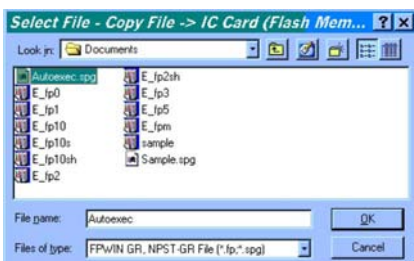 Select File - Copy File -> IC Card (Flash Mem...
Look in: Documents
Autoexec.spg
E_fp0
E_fp1
E_fp10
E_fp10s
E_fp10sh
E_fp2
E_fp2sh
E_fp3
E_fp5
E_fpm
sample
Sample.spg
File name: Autoexec OK
Files of type: FPWIN GR, NPST-GR File (*.fp;*.spg) Cancel